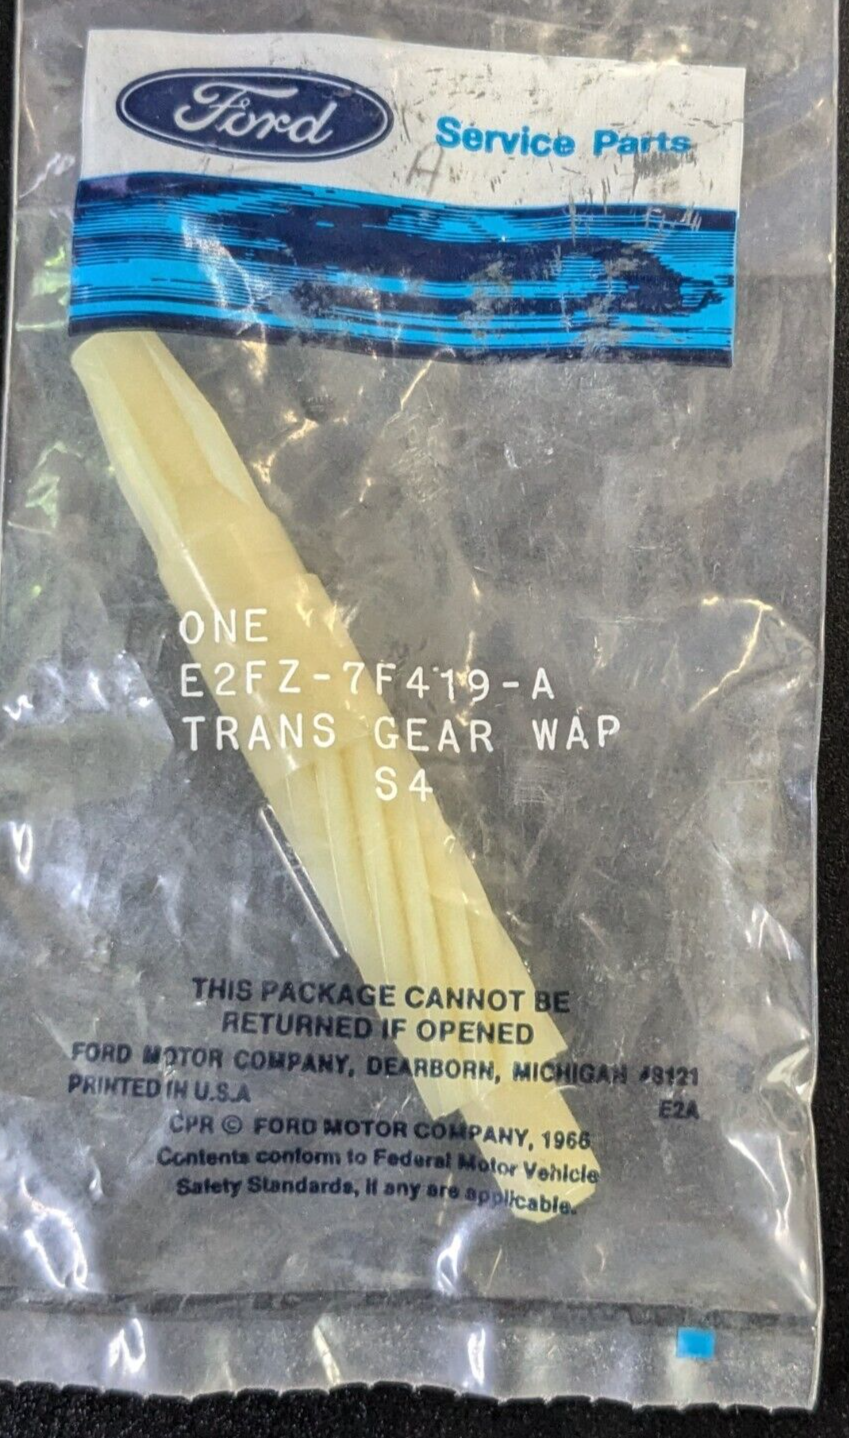 Ford
Service Parts
H
ONE
E2FZ-7F419-A
TRANS GEAR WAP
S4
THIS PACKAGE CANNOT BE
RETURNED IF OPENED
FORD MOTOR COMPANY, DEARBORN, MICHIGAN 48121
PRINTED IN U.S.A
E2A
CPR © FORD MOTOR COMPANY, 1966
Contents conform to Federal Motor Vehicle
Safety Standards, if any are applicable.